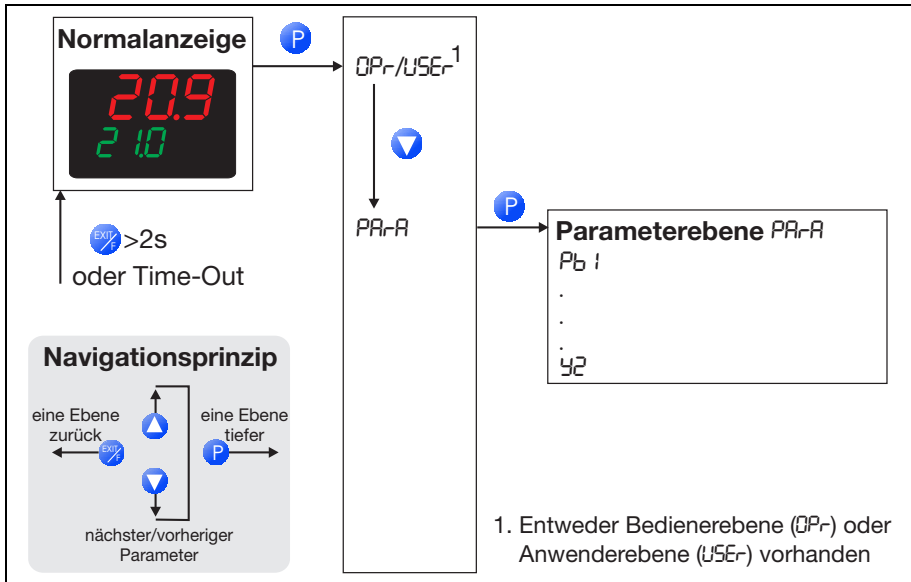 Normalanzeige
P
OPr/USEr1
20.9
21.0
PArA
P
EXIT/F >2s
oder Time-Out
Parameterebene PArA
Pb1
.
.
.
y2
Navigationsprinzip
eine Ebene
zurück
EXIT/F
eine Ebene
tiefer
P
nächster/vorheriger
Parameter
1. Entweder Bedienerebene (OPr) oder
Anwenderebene (USEr) vorhanden